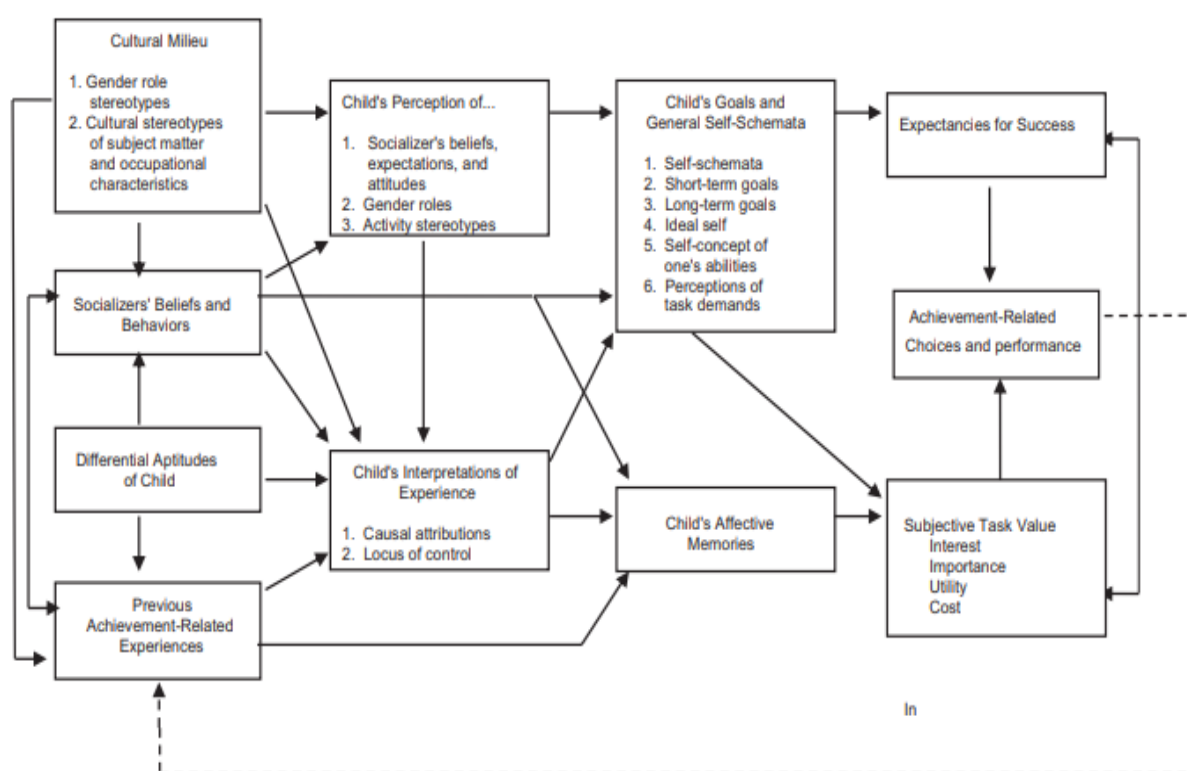 Cultural Milieu
1. Gender role
stereotypes
2. Cultural stereotypes
of subject matter
and occupational
characteristics
Child's Perception of...
1. Socializer's beliefs,
expectations, and
attitudes
2. Gender roles
3. Activity stereotypes
Child's Goals and
General Self-Schemata
1. Self-schemata
2. Short-term goals
3. Long-term goals
4. Ideal self
5. Self-concept of
one's abilities
6. Perceptions of
task demands
Expectancies for Success
Socializers' Beliefs and
Behaviors
Achievement-Related
Choices and performance
Differential Aptitudes
of Child
Child's Interpretations of
Experience
1. Causal attributions
2. Locus of control
Child's Affective
Memories
Subjective Task Value
Interest
Importance
Utility
Cost
Previous
Achievement-Related
Experiences
In